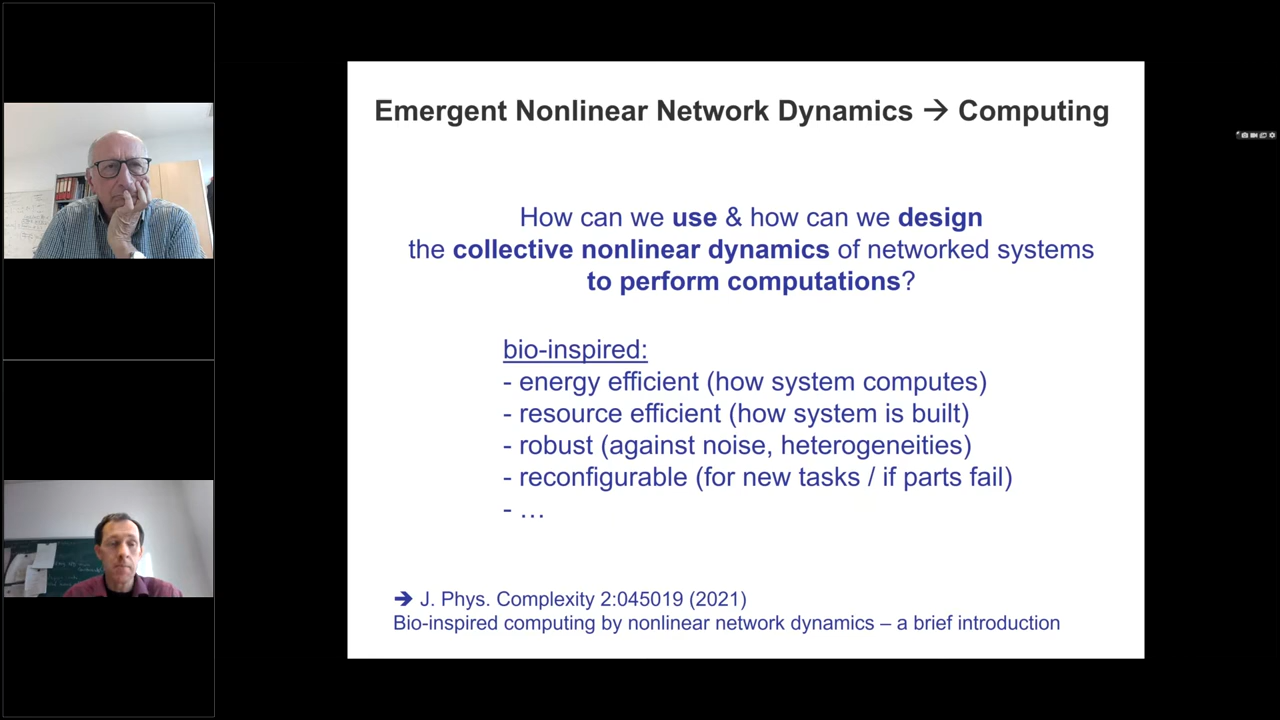 Emergent Nonlinear Network Dynamics → Computing
How can we use & how can we design
the collective nonlinear dynamics of networked systems
to perform computations?
bio-inspired:
- energy efficient (how system computes)
- resource efficient (how system is built)
- robust (against noise, heterogeneities)
- reconfigurable (for new tasks / if parts fail)
- …
➔ J. Phys. Complexity 2:045019 (2021)
Bio-inspired computing by nonlinear network dynamics – a brief introduction